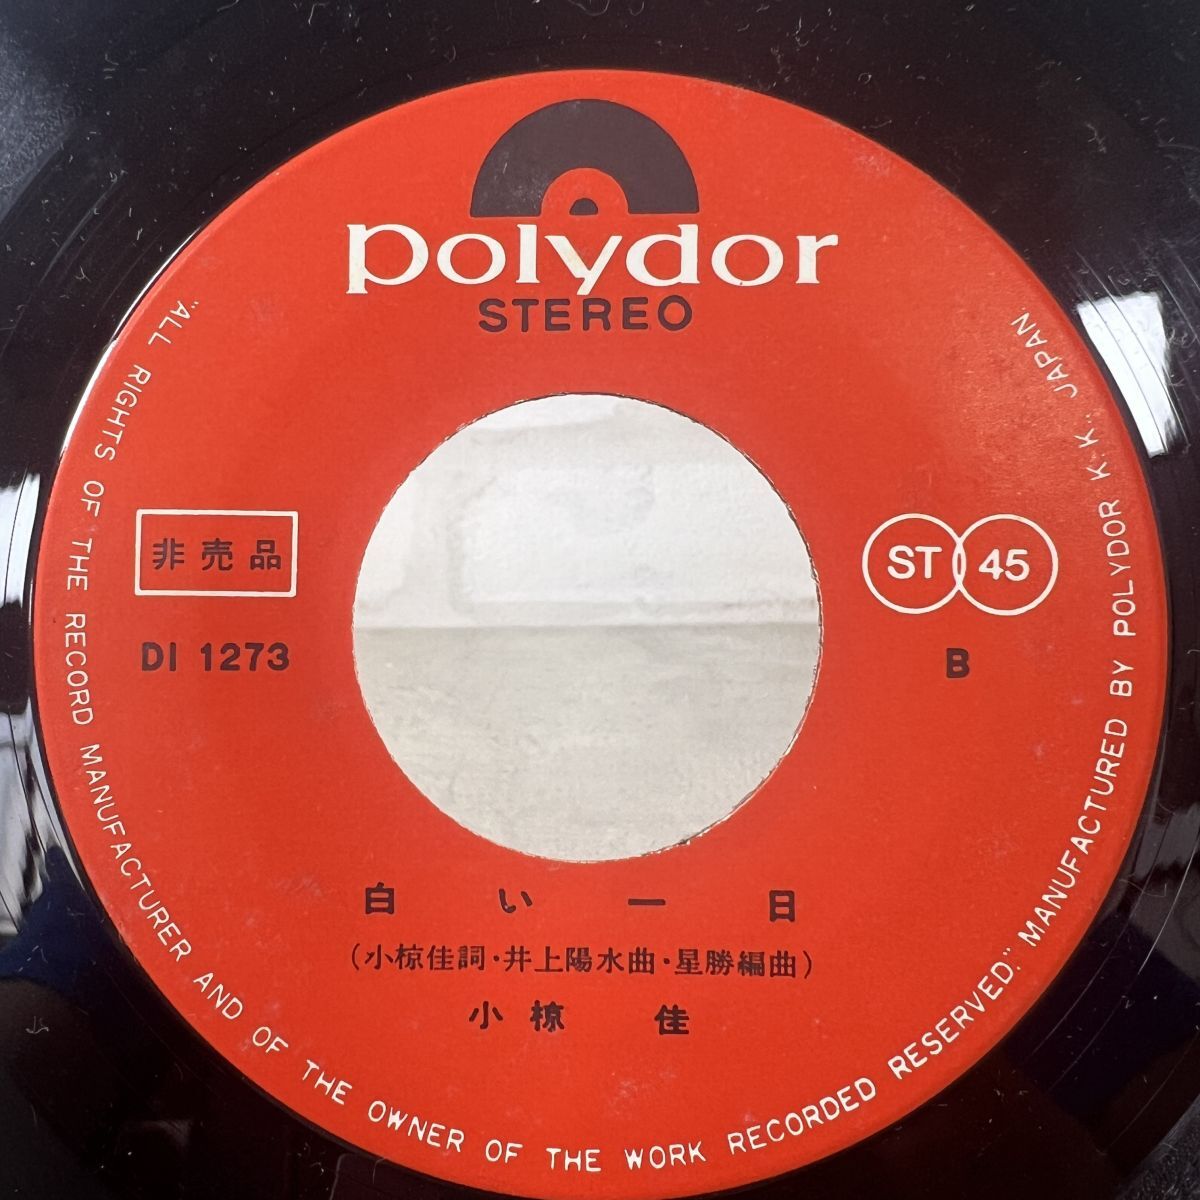 polydor
STEREO
非売品
DI 1273
ST 45
B
白い一日
(小椋佳詞・井上陽水曲・星勝編曲)
小椋 佳
"ALL RIGHTS OF THE RECORD MANUFACTURER AND OF THE OWNER OF THE WORK RECORDED RESERVED." MANUFACTURED BY POLYDOR K.K., JAPAN